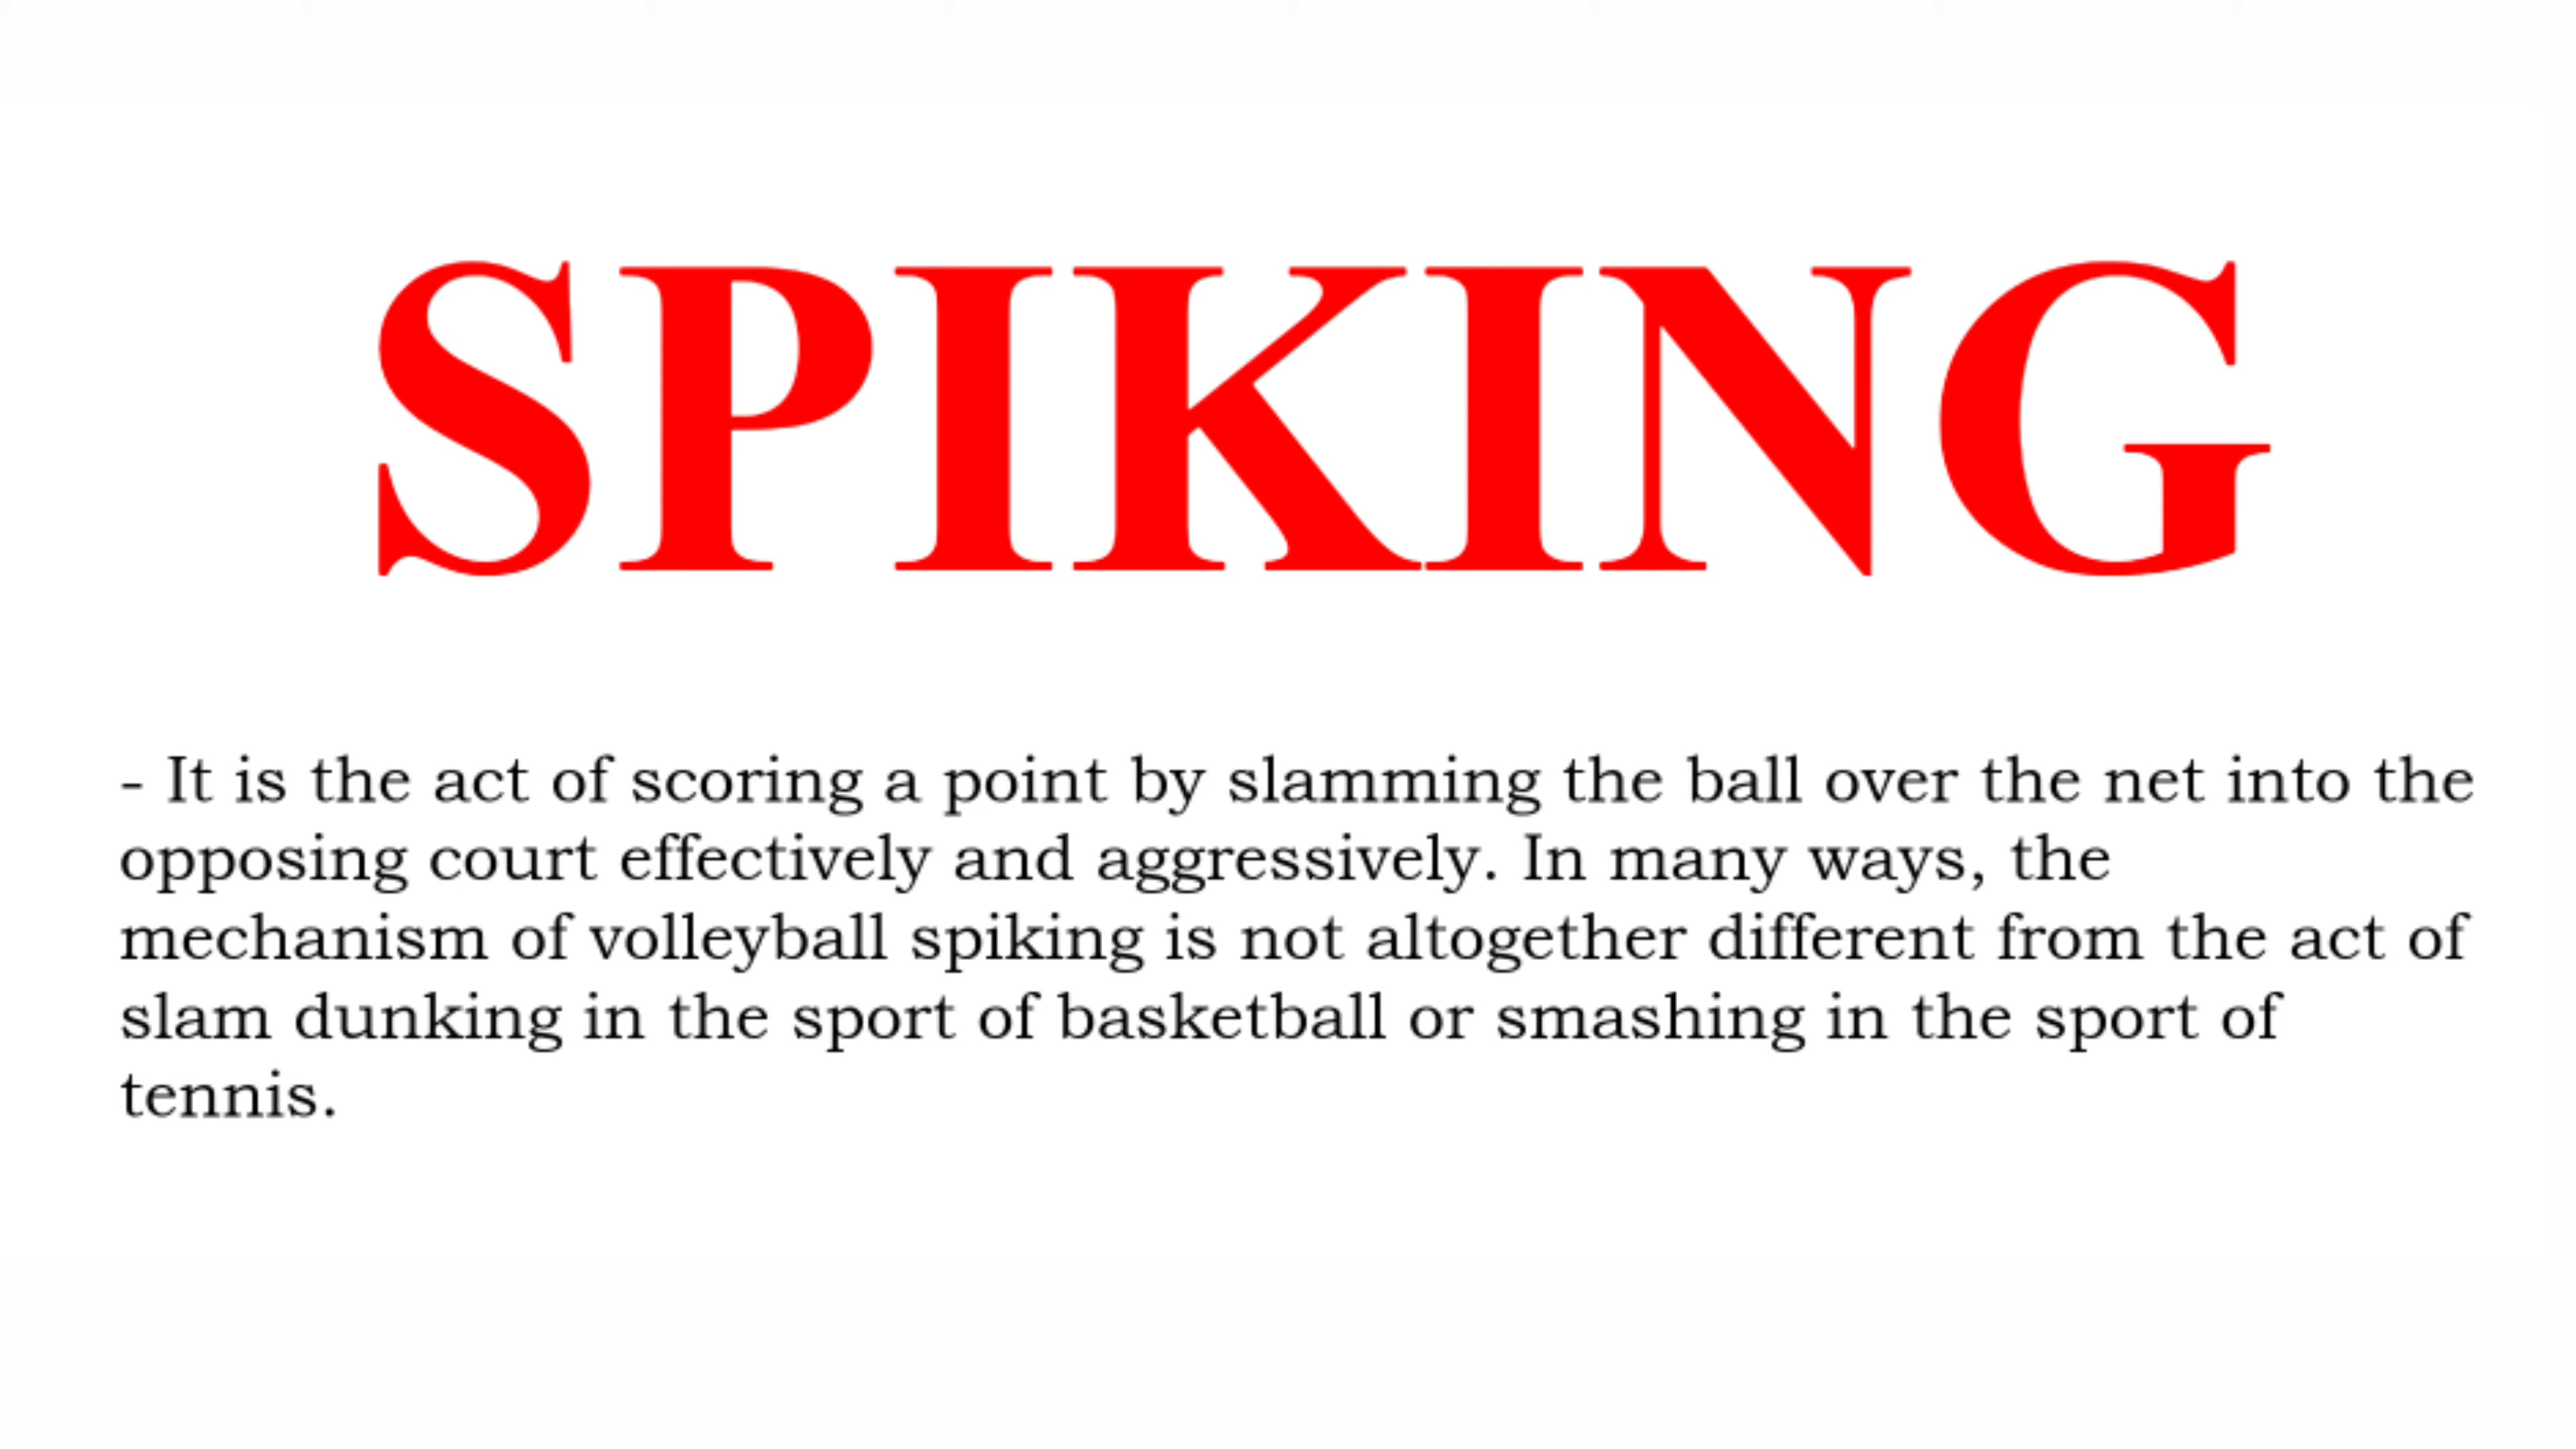 SPIKING
- It is the act of scoring a point by slamming the ball over the net into the
opposing court effectively and aggressively. In many ways, the
mechanism of volleyball spiking is not altogether different from the act of
slam dunking in the sport of basketball or smashing in the sport of
tennis.